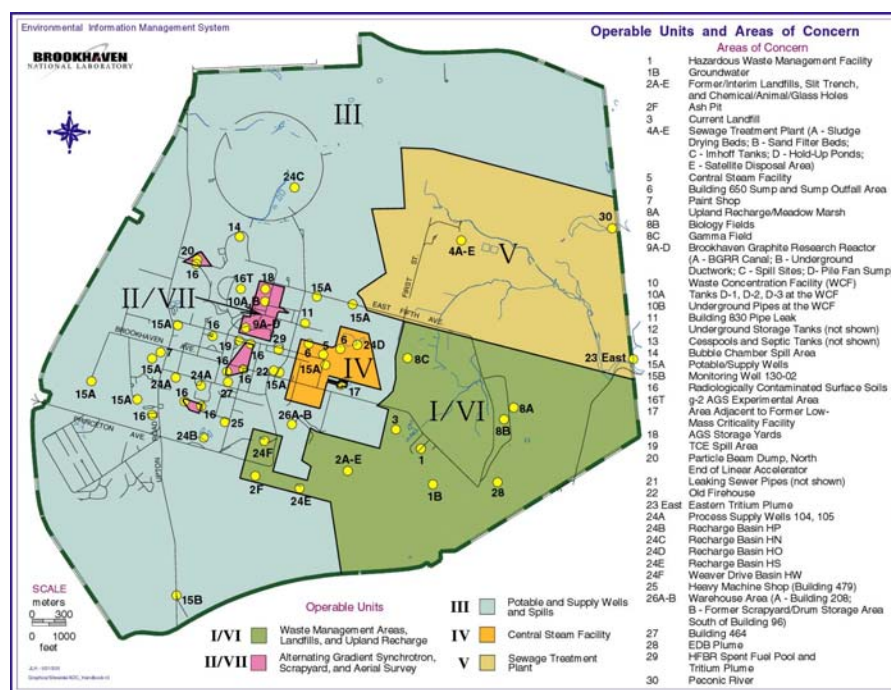 Environmental Information Management System
BROOKHAVEN
NATIONAL LABORATORY
Operable Units and Areas of Concern
Areas of Concern
1 Hazardous Waste Management Facility
1B Groundwater
2A-E Former/Interim Landfills, Slit Trench,
and Chemical/Animal/Glass Holes
2F Ash Pit
3 Current Landfill
4A-E Sewage Treatment Plant (A - Sludge
Drying Beds; B - Sand Filter Beds;
C - Imhoff Tanks; D - Hold-Up Ponds;
E - Satellite Disposal Area)
5 Central Steam Facility
6 Building 650 Sump and Sump Outfall Area
7 Paint Shop
8A Upland Recharge/Meadow Marsh
8B Biology Fields
8C Gamma Field
9A-D Brookhaven Graphite Research Reactor
(A - BGRR Canal; B - Underground
Ductwork; C - Spill Sites; D- Pile Fan Sump
10 Waste Concentration Facility (WCF)
10A Tanks D-1, D-2, D-3 at the WCF
10B Underground Pipes at the WCF
11 Building 830 Pipe Leak
12 Underground Storage Tanks (not shown)
13 Cesspools and Septic Tanks (not shown)
14 Bubble Chamber Spill Area
15A Potable/Supply Wells
15B Monitoring Well 130-02
16 Radiologically Contaminated Surface Soils
16T g-2 AGS Experimental Area
17 Area Adjacent to Former Low-
Mass Criticality Facility
18 AGS Storage Yards
19 TCE Spill Area
20 Particle Beam Dump, North
End of Linear Accelerator
21 Leaking Sewer Pipes (not shown)
22 Old Firehouse
23 East Eastern Tritium Plume
24A Process Supply Wells 104, 105
24B Recharge Basin HP
24C Recharge Basin HN
24D Recharge Basin HO
24E Recharge Basin HS
24F Weaver Drive Basin HW
25 Heavy Machine Shop (Building 479)
26A-B Warehouse Area (A - Building 208;
B - Former Scrapyard/Drum Storage Area
South of Building 96)
27 Building 464
28 EDB Plume
29 HFBR Spent Fuel Pool and
Tritium Plume
30 Peconic River
III
24C
30
14
4A-E
V
20
16
16T
18
15A
FIRST ST
II/VII
10A,B
15A
EAST FIFTH AVE
15A
9A-D
11
BROOKHAVEN AVE
16
19
29
5
6
24D
7
16
6
8C
23 East
15A
16
22
15A
15A
IV
15A
24A
24A
27
17
I/VI
15A
16
16
8A
16
25
26A-B
3
8B
PRINCETON AVE
24B
UPTON ROAD
24F
1
2A-E
2F
24E
1B
28
15B
SCALE
meters
0 300
0 1000
feet
Operable Units
I/VI Waste Management Areas,
Landfills, and Upland Recharge
II/VII Alternating Gradient Synchrotron,
Scrapyard, and Aerial Survey
III Potable and Supply Wells
and Spills
IV Central Steam Facility
V Sewage Treatment
Plant